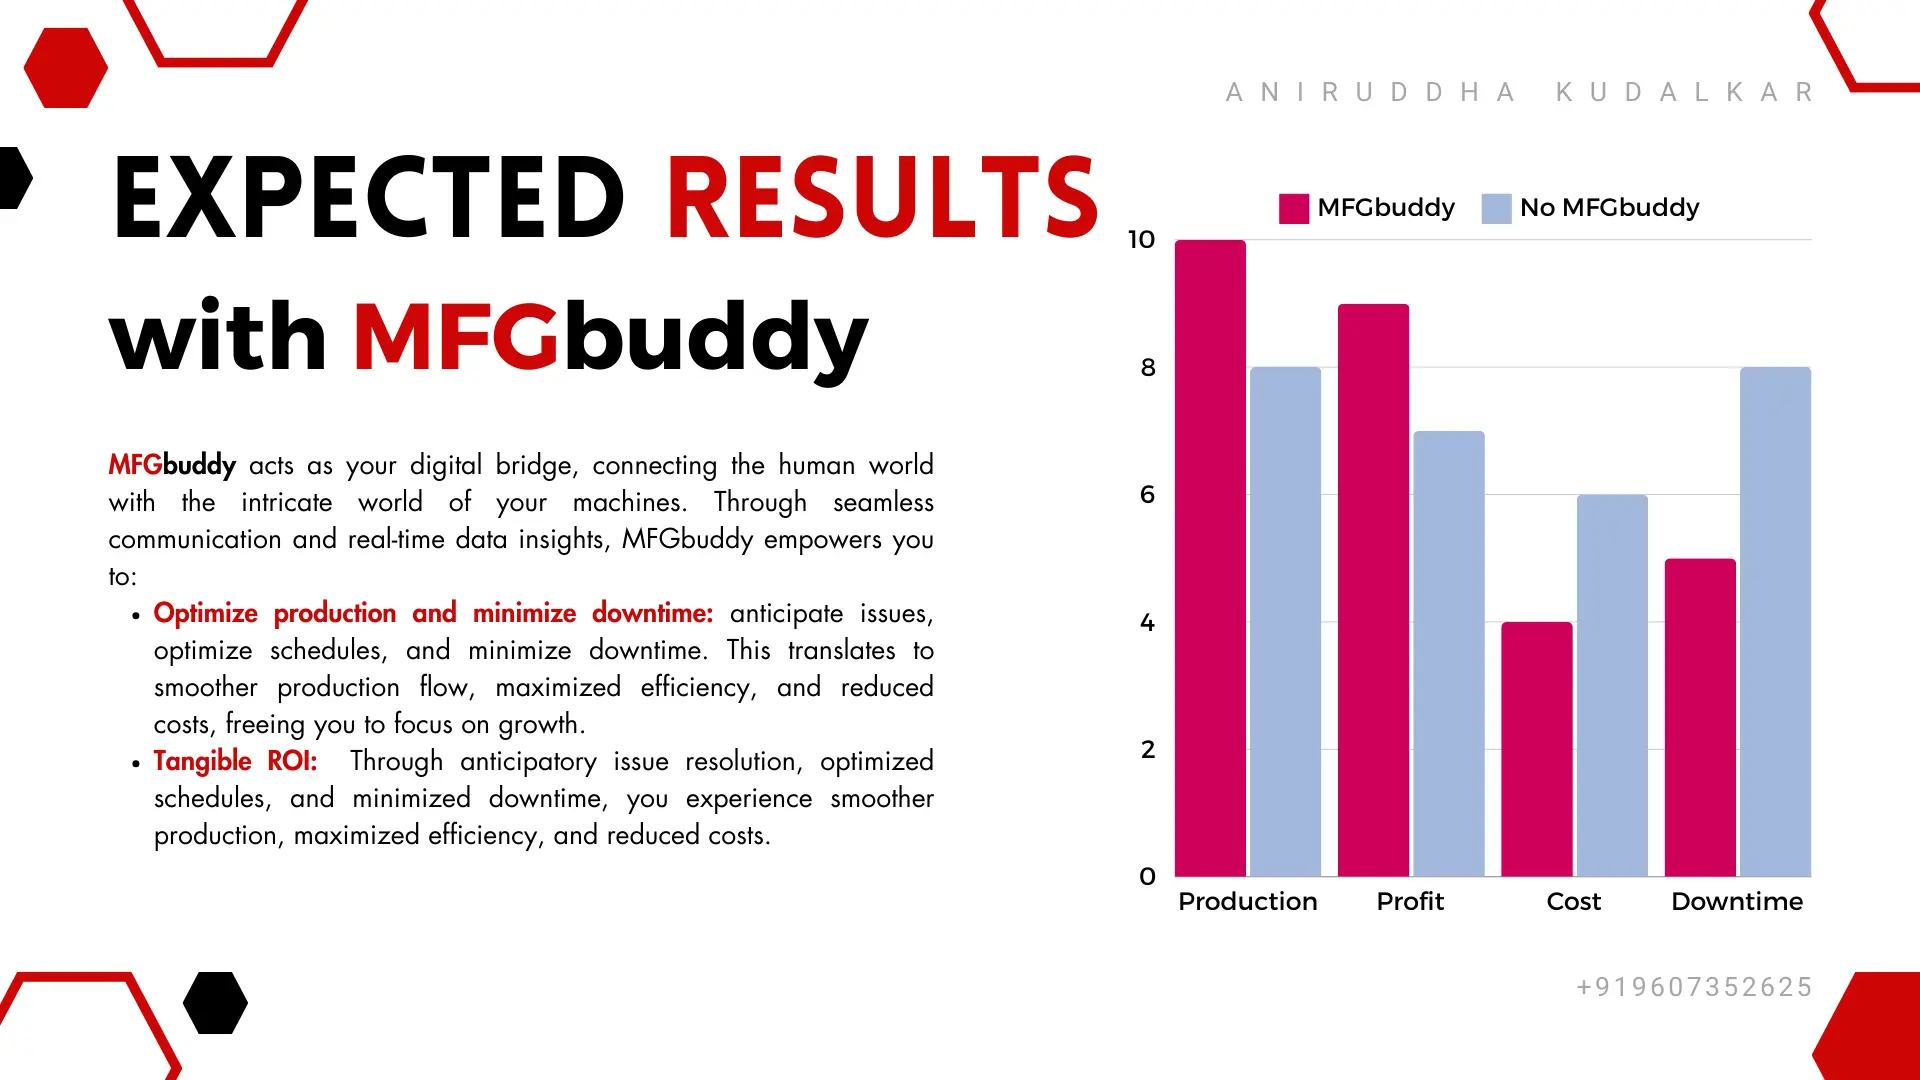 ANIRUDDHA KUDALKAR
EXPECTED RESULTS
with MFGbuddy
MFGbuddy acts as your digital bridge, connecting the human world
with the intricate world of your machines. Through seamless
communication and real-time data insights, MFGbuddy empowers you
to:
• Optimize production and minimize downtime: anticipate issues,
optimize schedules, and minimize downtime. This translates to
smoother production flow, maximized efficiency, and reduced
costs, freeing you to focus on growth.
• Tangible ROI: Through anticipatory issue resolution, optimized
schedules, and minimized downtime, you experience smoother
production, maximized efficiency, and reduced costs.
MFGbuddy No MFGbuddy
10
8
6
4
2
0
Production Profit Cost Downtime
+919607352625